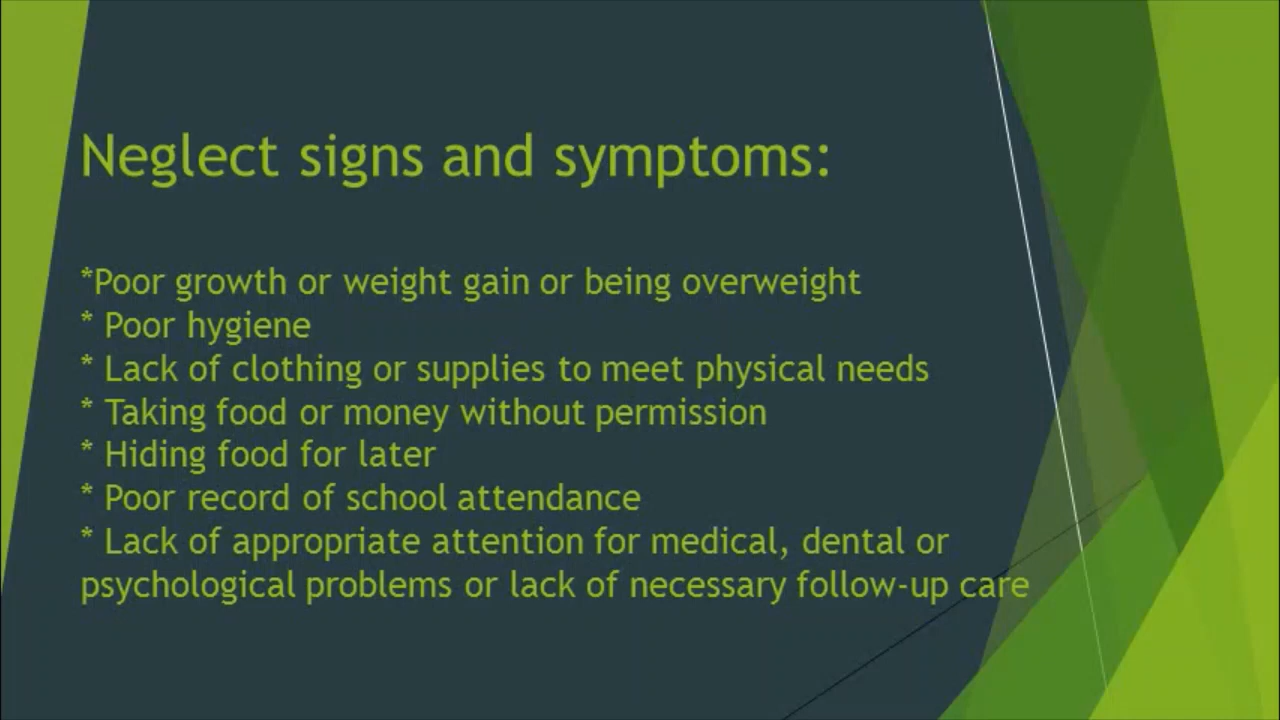 Neglect signs and symptoms:
*Poor growth or weight gain or being overweight
* Poor hygiene
* Lack of clothing or supplies to meet physical needs
* Taking food or money without permission
* Hiding food for later
* Poor record of school attendance
* Lack of appropriate attention for medical, dental or
psychological problems or lack of necessary follow-up care